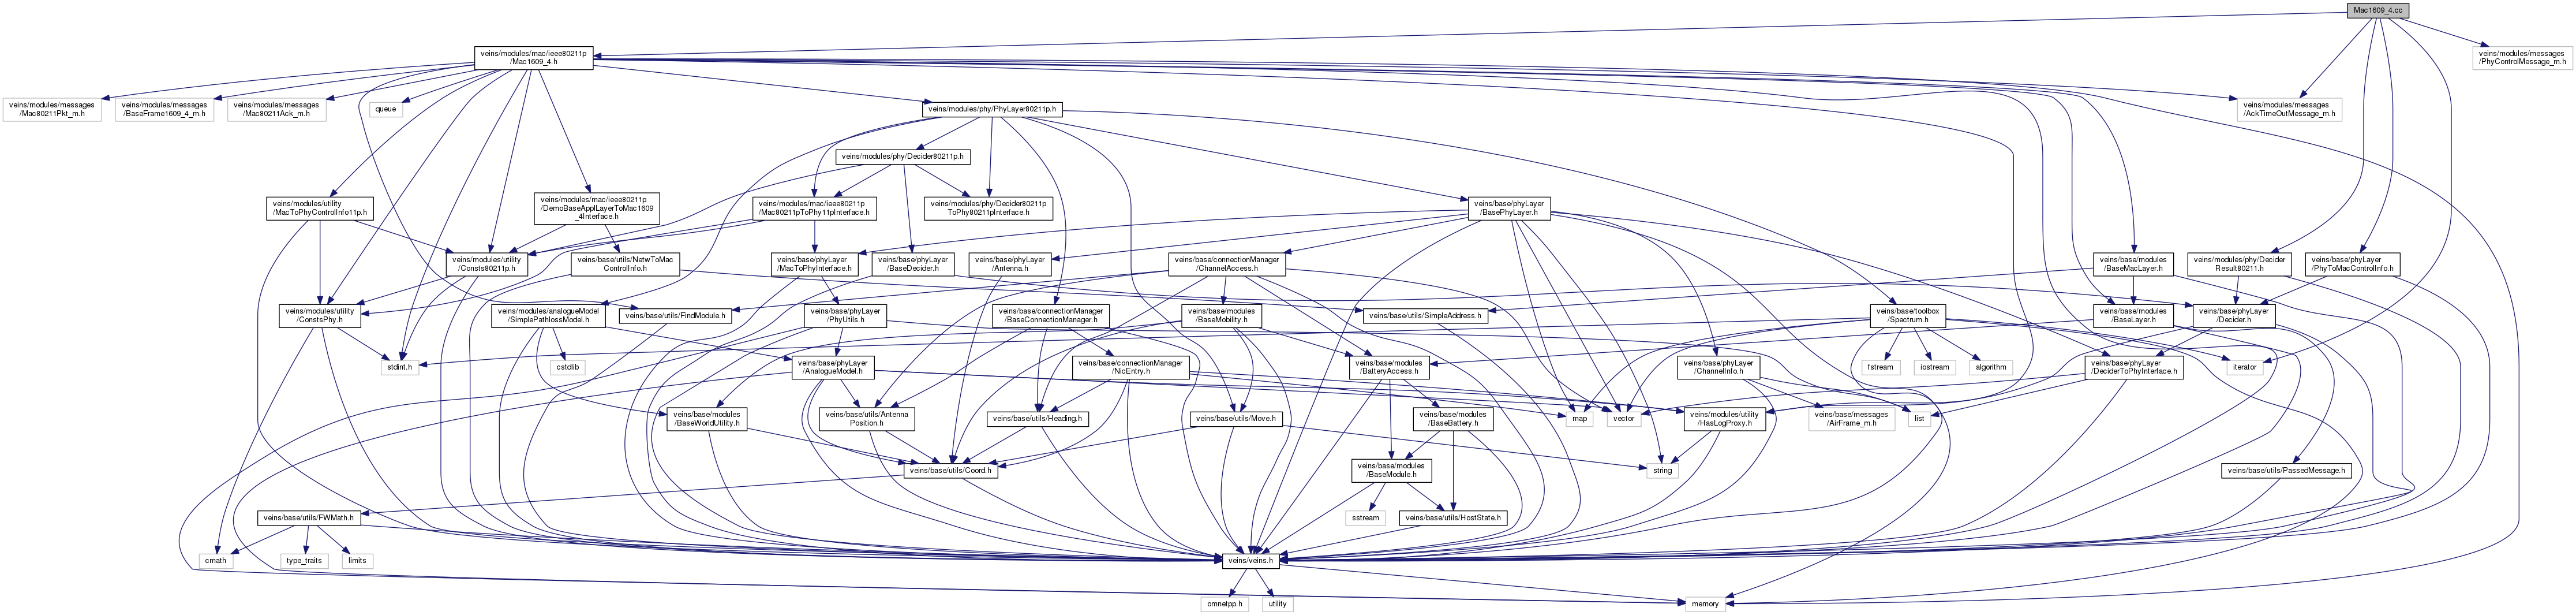 Mac1609_4.cc
veins/modules/mac/ieee80211p
/Mac1609_4.h
veins/modules/messages
/PhyControlMessage_m.h
veins/modules/messages
/Mac80211Pkt_m.h
veins/modules/messages
/BaseFrame1609_4_m.h
veins/modules/messages
/Mac80211Ack_m.h
queue
veins/modules/phy/PhyLayer80211p.h
veins/modules/messages
/AckTimeOutMessage_m.h
veins/modules/phy/Decider80211p.h
veins/modules/utility
/MacToPhyControlInfo11p.h
veins/modules/mac/ieee80211p
/DemoBaseApplLayerToMac1609
_4Interface.h
veins/modules/mac/ieee80211p
/Mac80211pToPhy11pInterface.h
veins/modules/phy/Decider80211p
ToPhy80211pInterface.h
veins/base/phyLayer
/BasePhyLayer.h
veins/modules/utility
/Consts80211p.h
veins/base/utils/NetwToMac
ControlInfo.h
veins/base/phyLayer
/MacToPhyInterface.h
veins/base/phyLayer
/BaseDecider.h
veins/base/phyLayer
/Antenna.h
veins/base/connectionManager
/ChannelAccess.h
veins/base/modules
/BaseMacLayer.h
veins/modules/phy/Decider
Result80211.h
veins/base/phyLayer
/PhyToMacControlInfo.h
veins/modules/utility
/ConstsPhy.h
veins/modules/analogueModel
/SimplePathlossModel.h
veins/base/utils/FindModule.h
veins/base/phyLayer
/PhyUtils.h
veins/base/connectionManager
/BaseConnectionManager.h
veins/base/modules
/BaseMobility.h
veins/base/utils/SimpleAddress.h
veins/base/toolbox
/Spectrum.h
veins/base/modules
/BaseLayer.h
veins/base/phyLayer
/Decider.h
stdint.h
cstdlib
veins/base/phyLayer
/AnalogueModel.h
veins/base/connectionManager
/NicEntry.h
veins/base/modules
/BatteryAccess.h
fstream
iostream
algorithm
veins/base/phyLayer
/ChannelInfo.h
veins/base/phyLayer
/DeciderToPhyInterface.h
iterator
veins/base/modules
/BaseWorldUtility.h
veins/base/utils/Antenna
Position.h
veins/base/utils/Heading.h
veins/base/utils/Move.h
veins/base/modules
/BaseBattery.h
map
vector
veins/modules/utility
/HasLogProxy.h
veins/base/messages
/AirFrame_m.h
list
veins/base/utils/Coord.h
veins/base/modules
/BaseModule.h
string
veins/base/utils/PassedMessage.h
veins/base/utils/FWMath.h
sstream
veins/base/utils/HostState.h
cmath
type_traits
limits
veins/veins.h
omnetpp.h
utility
memory